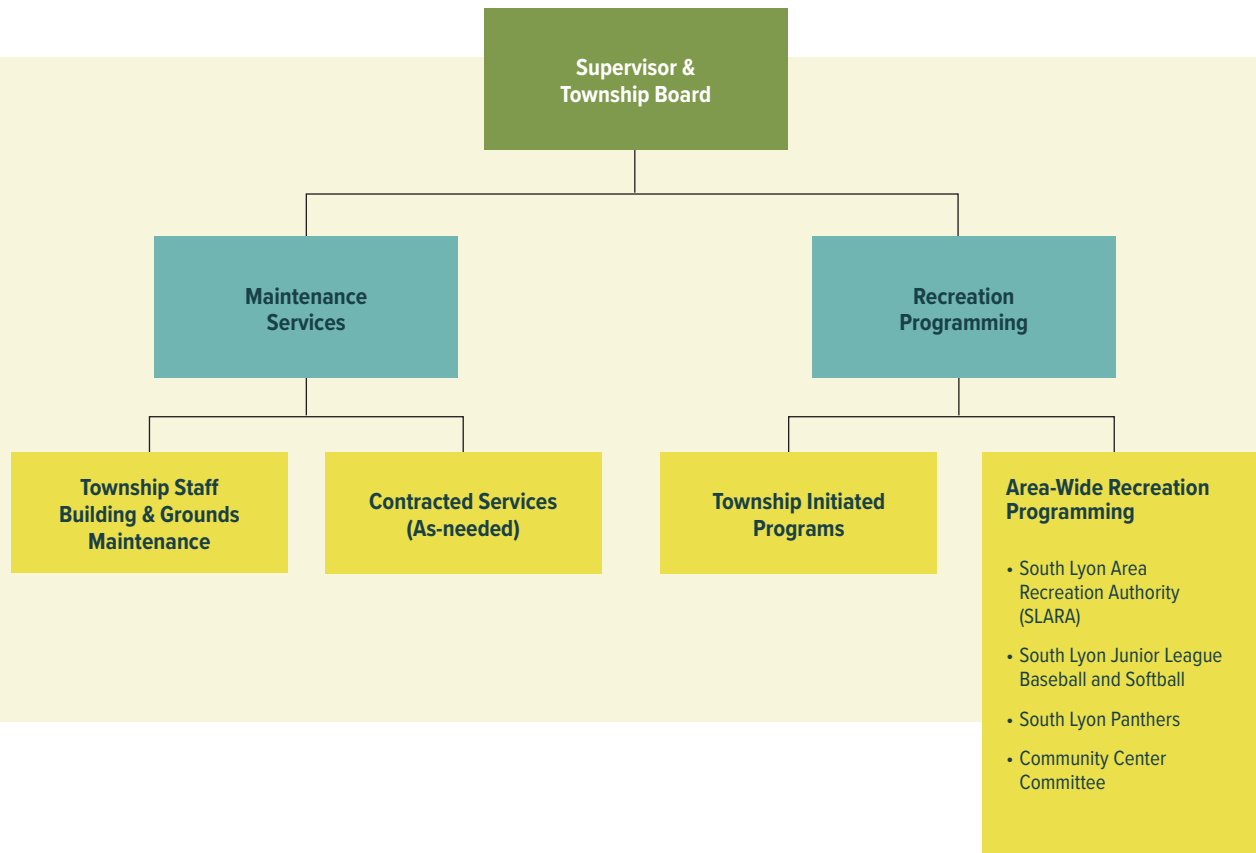 Supervisor &
Township Board
Maintenance
Services
Recreation
Programming
Township Staff
Building & Grounds
Maintenance
Contracted Services
(As-needed)
Township Initiated
Programs
Area-Wide Recreation
Programming
• South Lyon Area
Recreation Authority
(SLARA)
• South Lyon Junior League
Baseball and Softball
• South Lyon Panthers
• Community Center
Committee